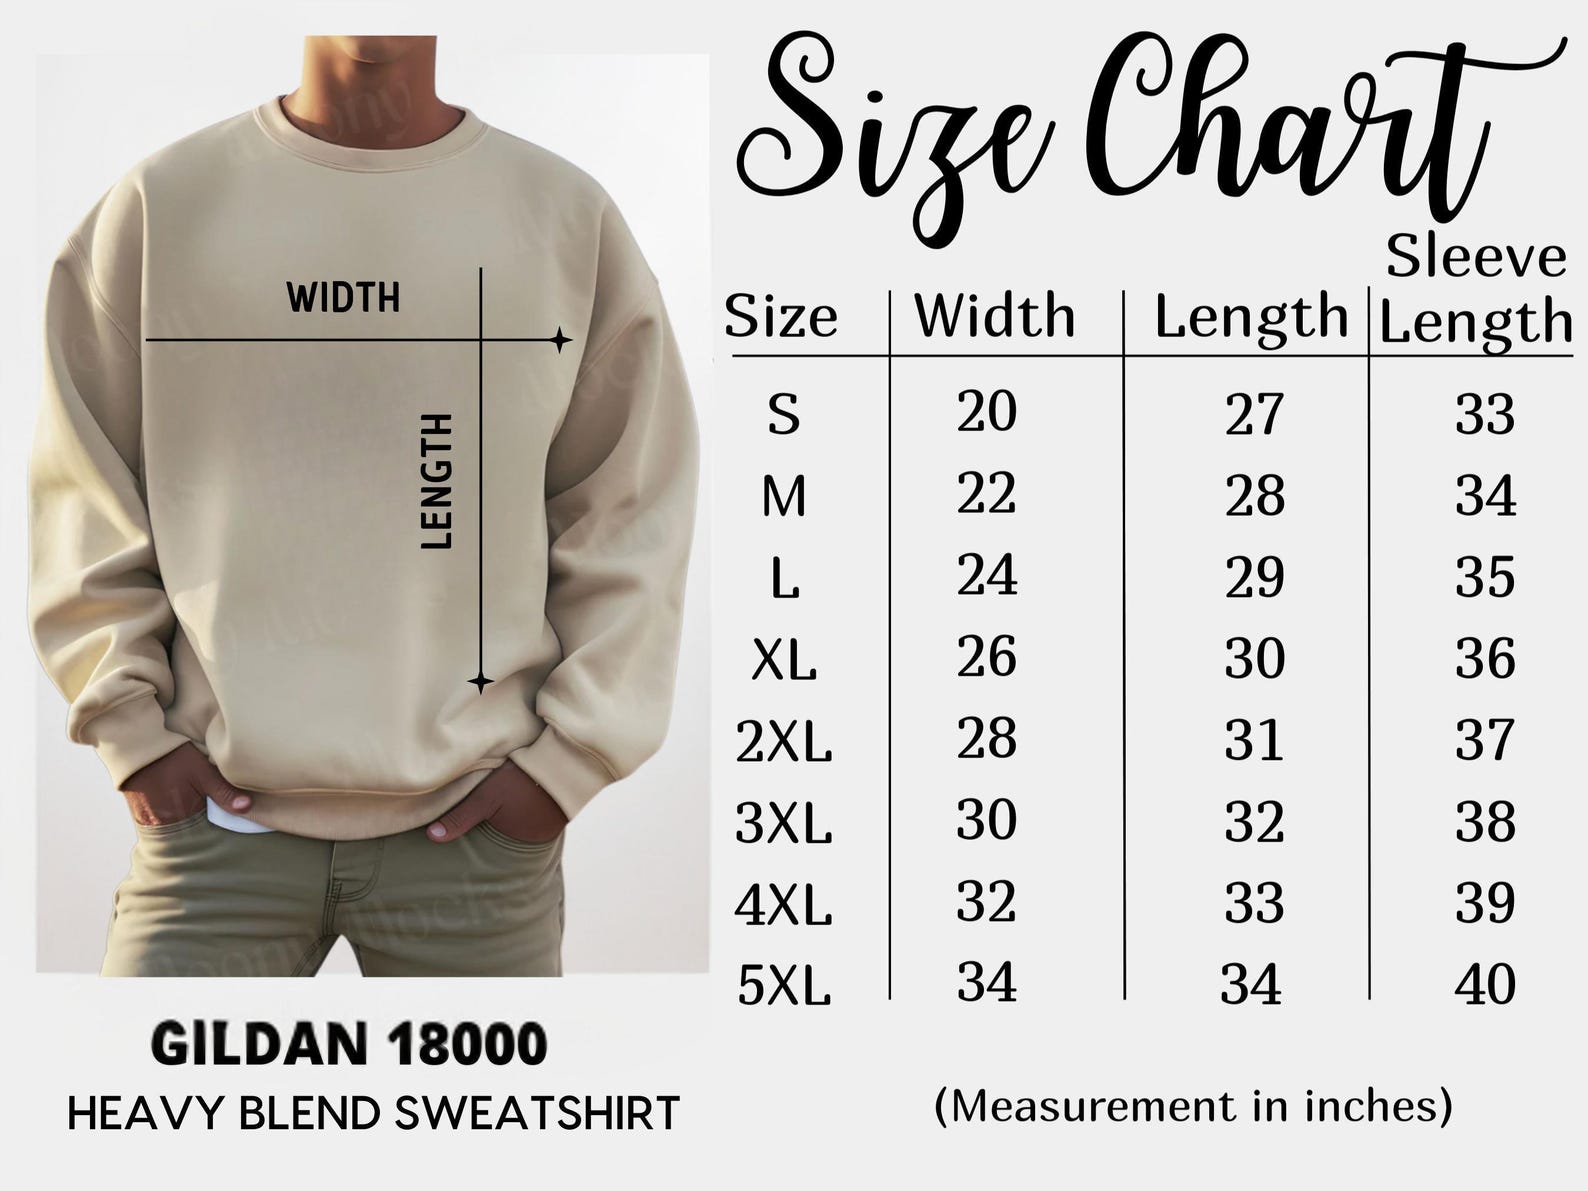 Size Chart
Size Width Length Sleeve Length
S 20 27 33
M 22 28 34
L 24 29 35
XL 26 30 36
2XL 28 31 37
3XL 30 32 38
4XL 32 33 39
5XL 34 34 40
(Measurement in inches)
WIDTH
LENGTH
GILDAN 18000
HEAVY BLEND SWEATSHIRT